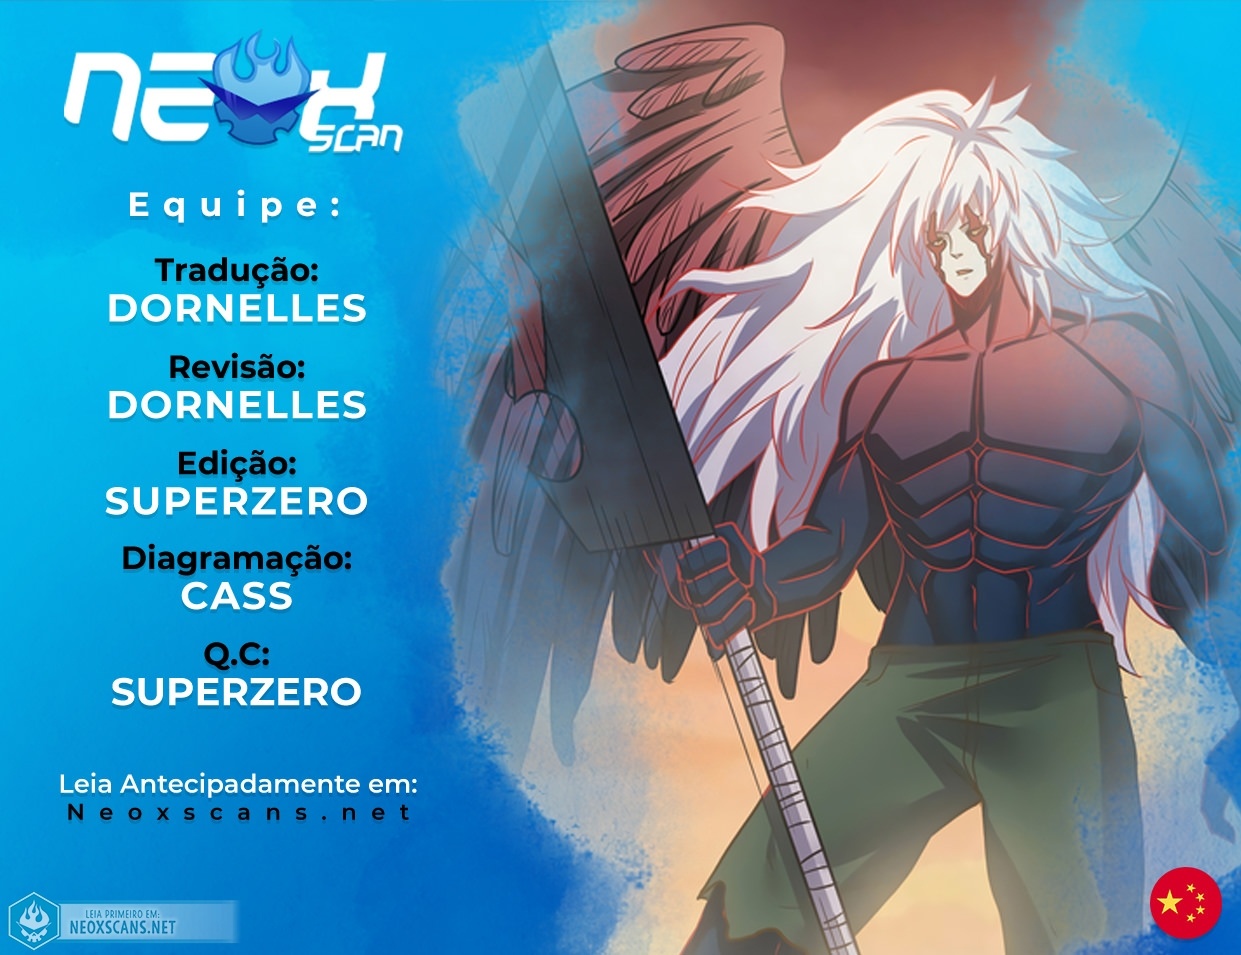 NEOX
SCAN
Equipe:
Tradução:
DORNELLES
Revisão:
DORNELLES
Edição:
SUPERZERO
Diagramação:
CASS
Q.C:
SUPERZERO
Leia Antecipadamente em:
Neoxscans.net
LEIA PRIMEIRO EM:
NEOXSCANS.NET